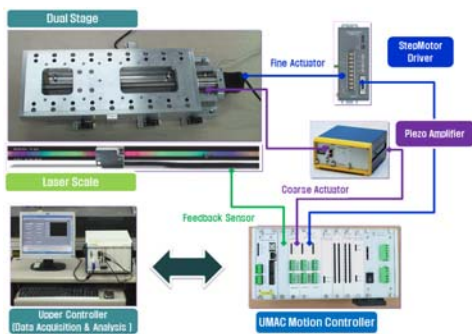 Dual Stage
StepMotor
Driver
Fine Actuator
Piezo Amplifier
Laser Scale
Coarse Actuator
Feedback Sensor
Upper Controller
(Data Acquisition & Analysis )
UMAC Motion Controller